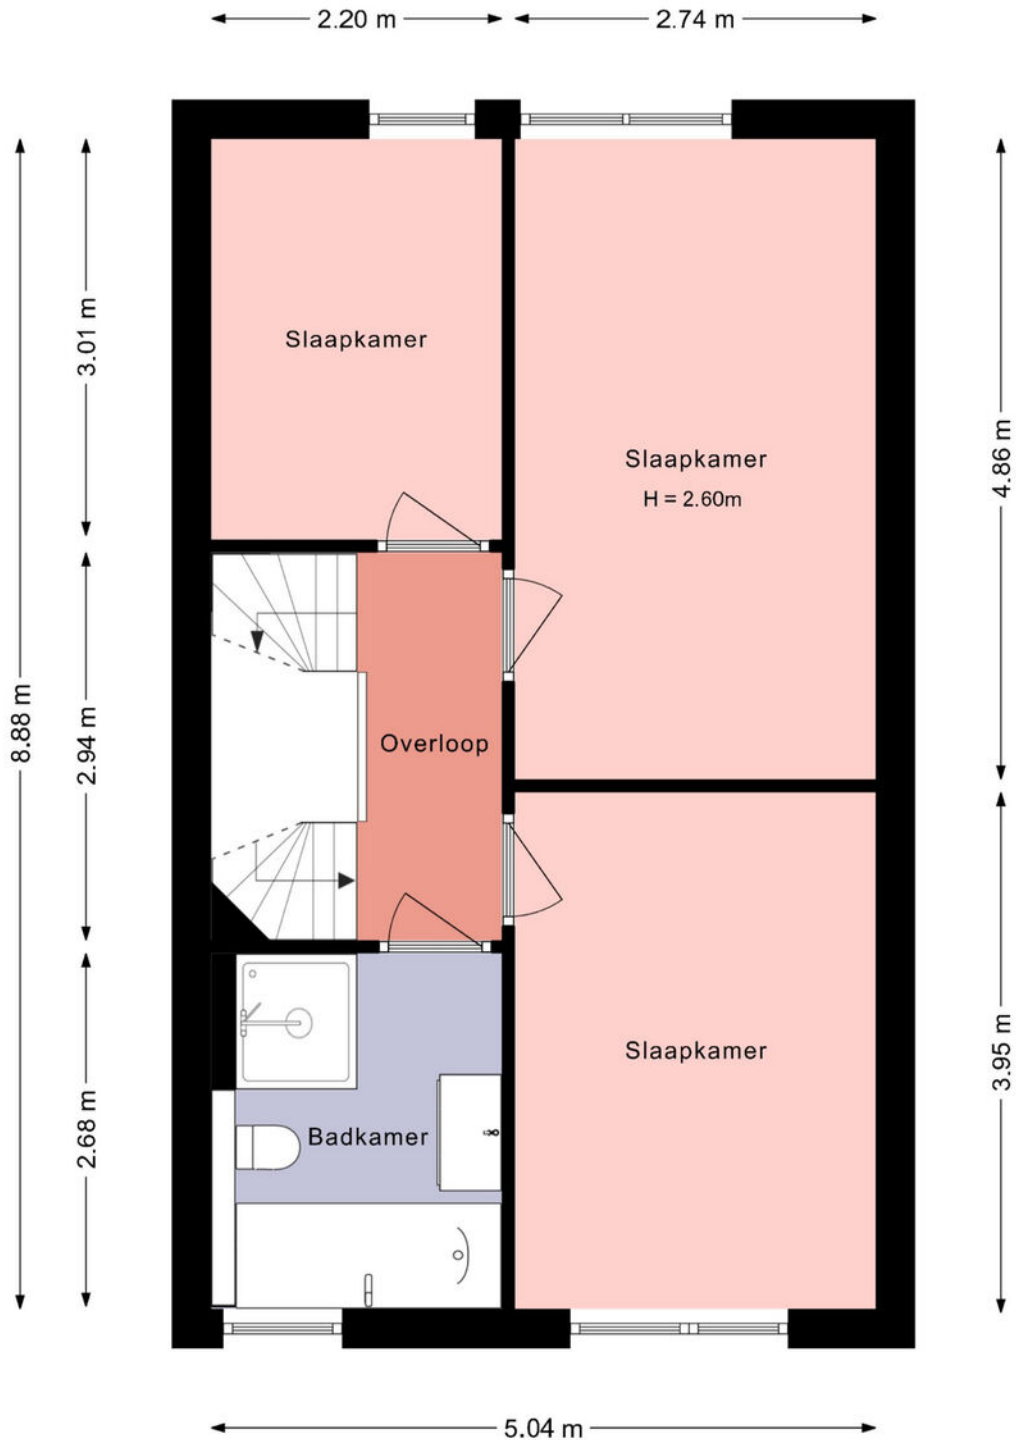 2.20 m
2.74 m
3.01 m
Slaapkamer
Slaapkamer
H = 2.60m
4.86 m
8.88 m
2.94 m
Overloop
Slaapkamer
3.95 m
2.68 m
Badkamer
5.04 m